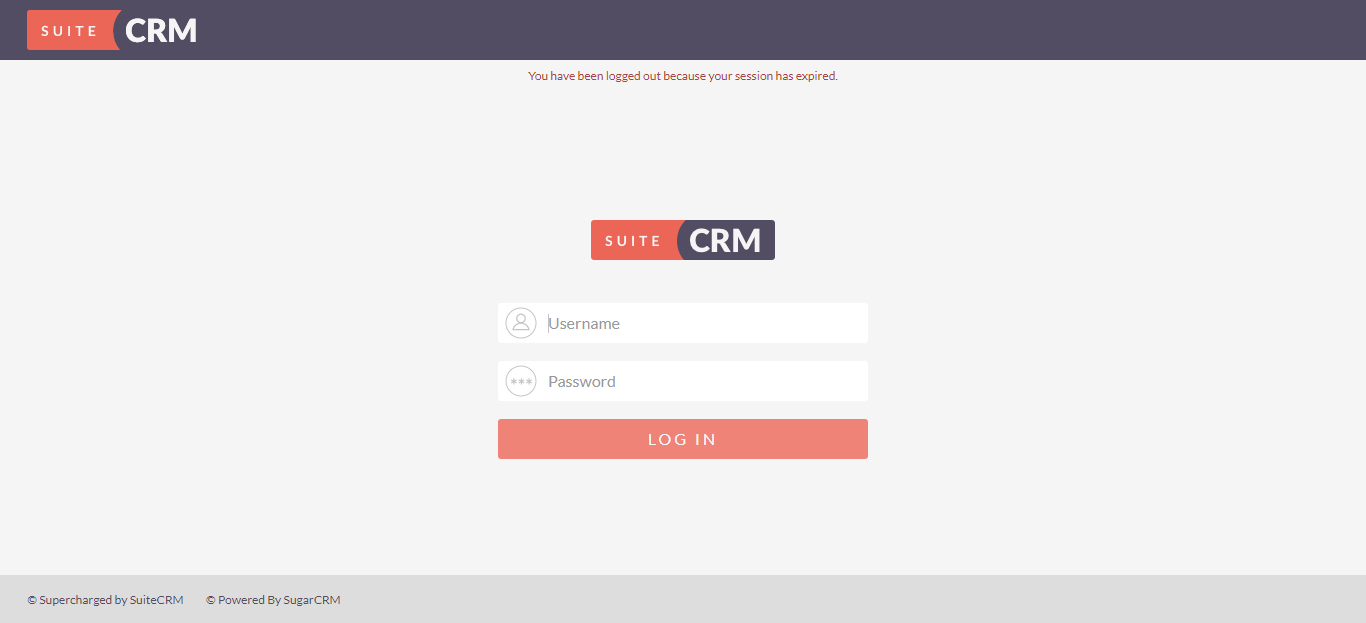 SUITE CRM
You have been logged out because your session has expired.
SUITE CRM
Username
***
Password
LOG IN
© Supercharged by SuiteCRM © Powered By SugarCRM